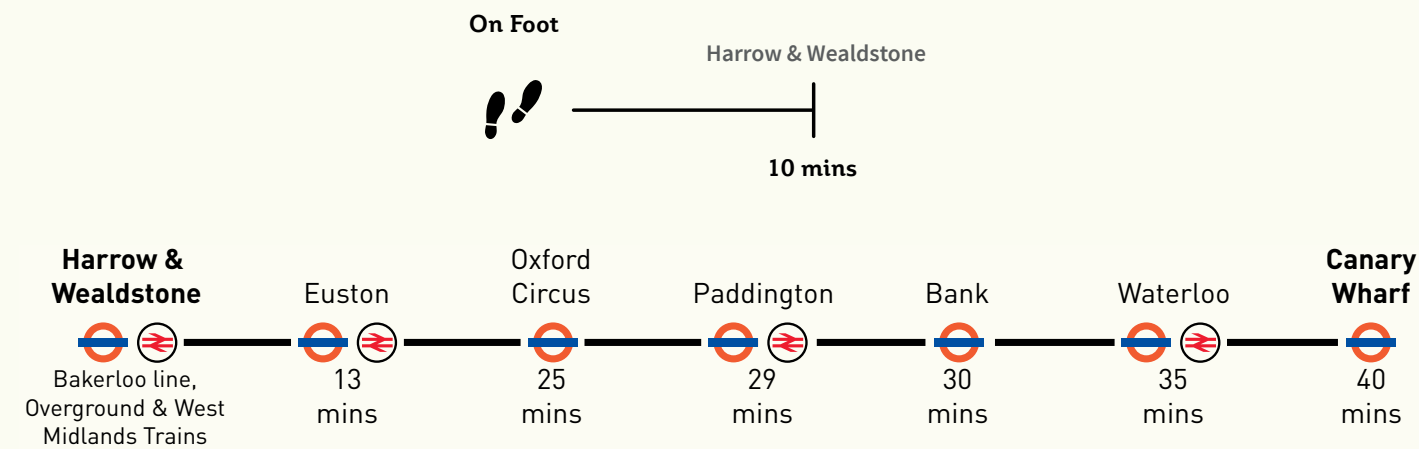 On Foot
Harrow & Wealdstone
10 mins
Harrow &
Wealdstone
Bakerloo line,
Overground & West
Midlands Trains
Euston
13
mins
Oxford
Circus
25
mins
Paddington
29
mins
Bank
30
mins
Waterloo
35
mins
Canary
Wharf
40
mins